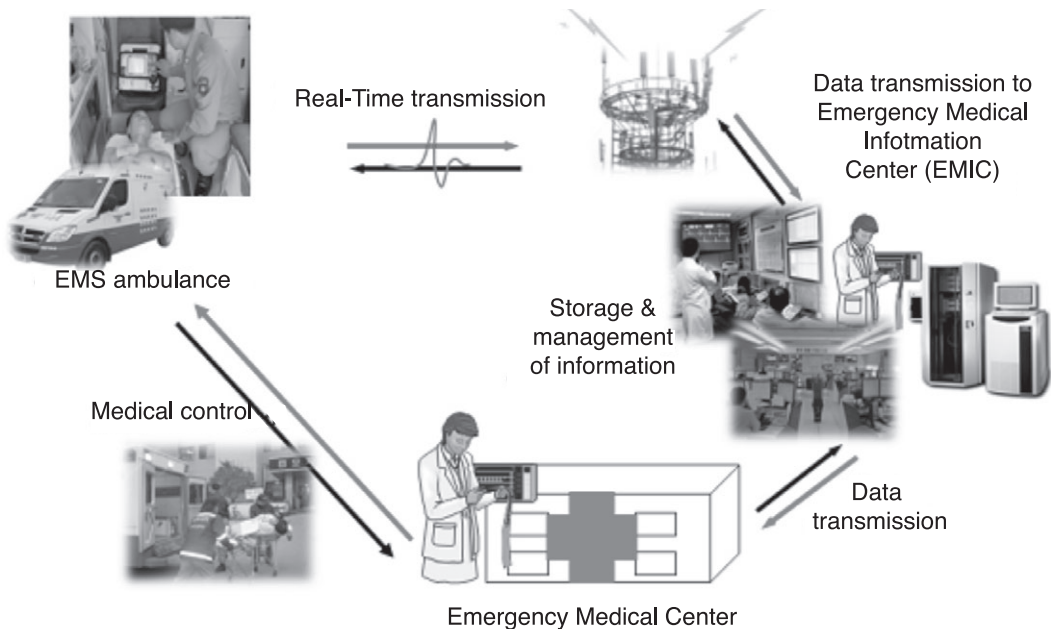 Real-Time transmission
Data transmission to
Emergency Medical
Infotmation
Center (EMIC)
EMS ambulance
Storage &
management
of information
Medical control
Data
transmission
Emergency Medical Center